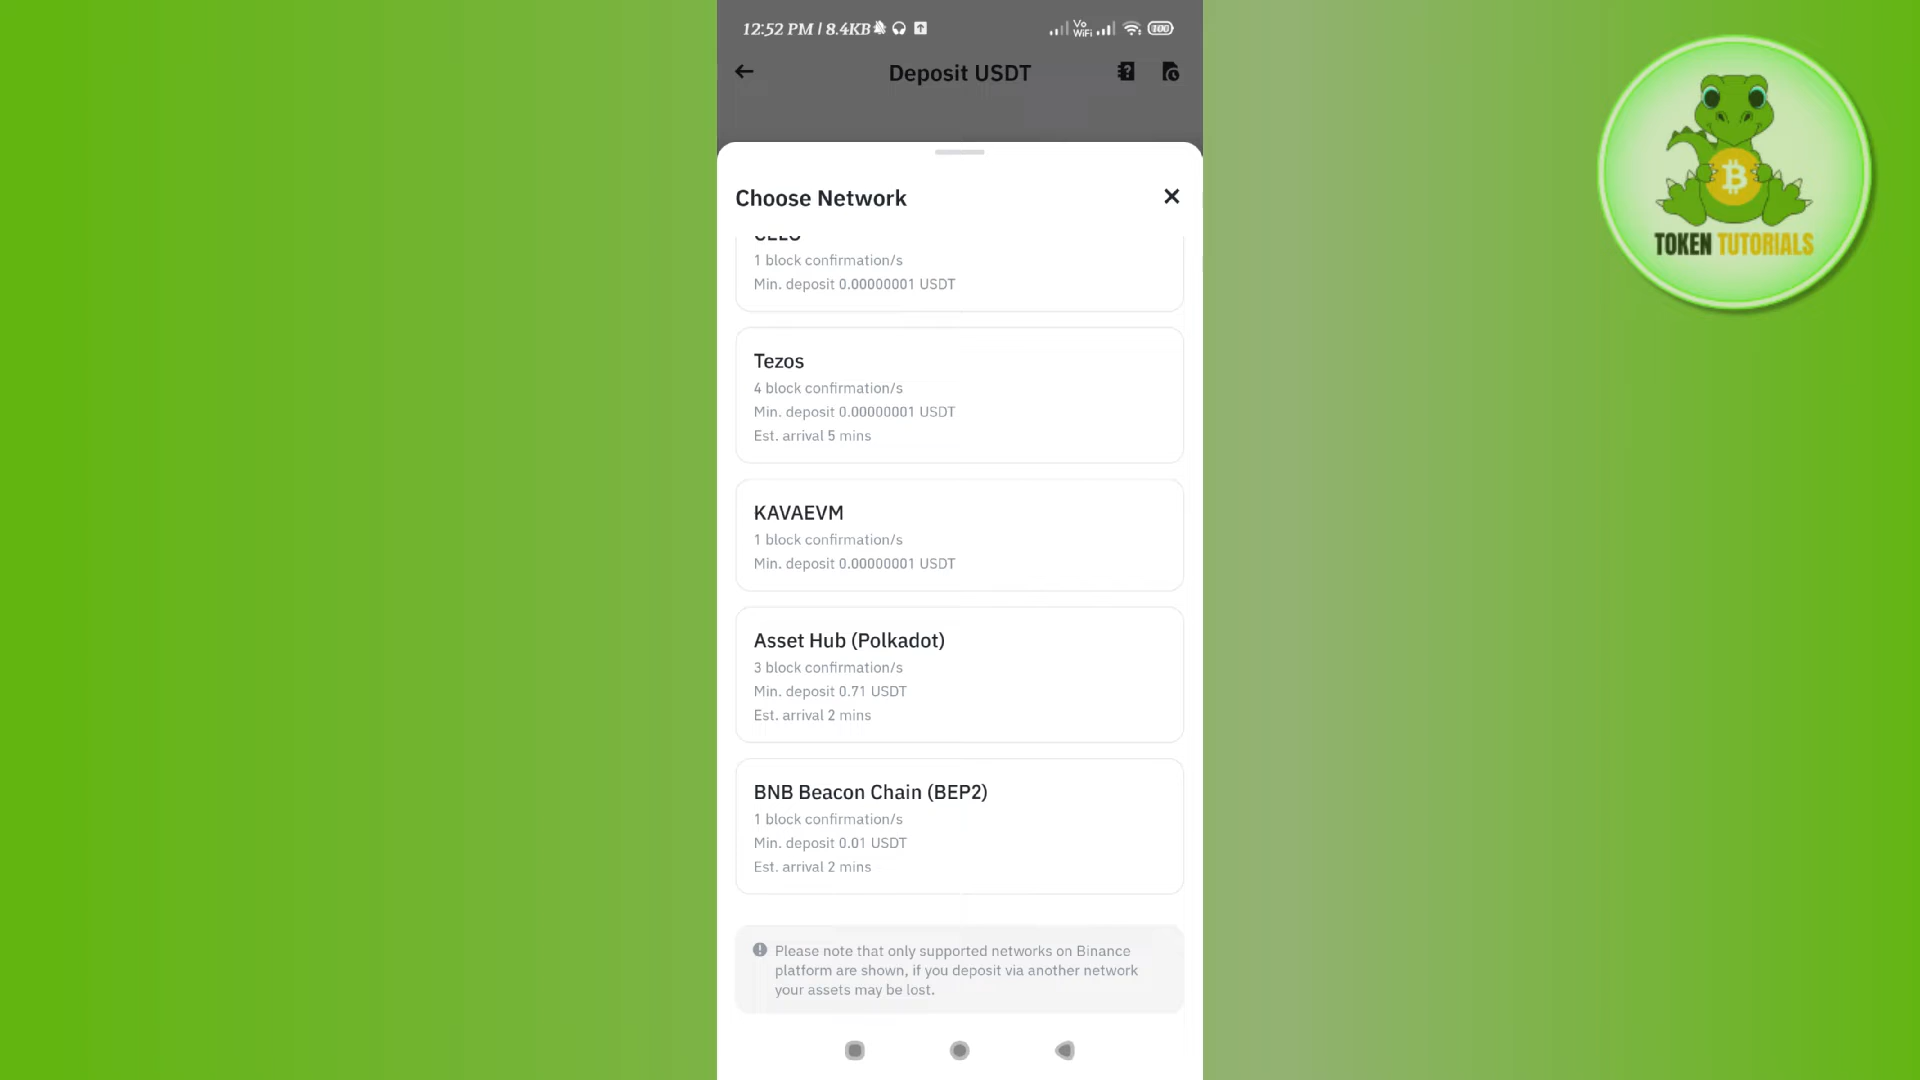 12:52 PM / 8.4KB
Vo
WiFi
100
Deposit USDT
Choose Network
1 block confirmation/s
Min. deposit 0.00000001 USDT
Tezos
4 block confirmation/s
Min. deposit 0.00000001 USDT
Est. arrival 5 mins
KAVAEVM
1 block confirmation/s
Min. deposit 0.00000001 USDT
Asset Hub (Polkadot)
3 block confirmation/s
Min. deposit 0.71 USDT
Est. arrival 2 mins
BNB Beacon Chain (BEP2)
1 block confirmation/s
Min. deposit 0.01 USDT
Est. arrival 2 mins
Please note that only supported networks on Binance
platform are shown, if you deposit via another network
your assets may be lost.
TOKEN TUTORIALS